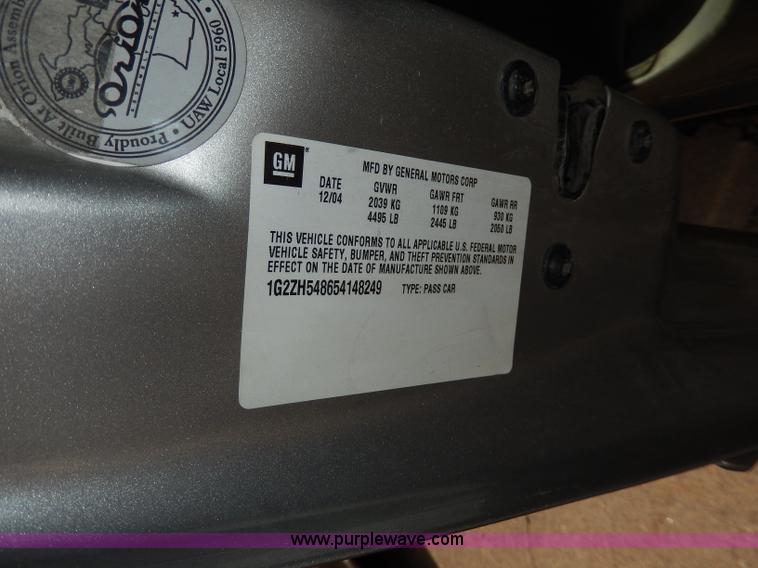 Proudly Built At Orion Assembly
UAW Local 5960
Orion
GM
MFD BY GENERAL MOTORS CORP
DATE GVWR GAWR FRT GAWR RR
12/04 2039 KG 1109 KG 930 KG
4495 LB 2445 LB 2050 LB
THIS VEHICLE CONFORMS TO ALL APPLICABLE U.S. FEDERAL MOTOR
VEHICLE SAFETY, BUMPER, AND THEFT PREVENTION STANDARDS IN
EFFECT ON THE DATE OF MANUFACTURE SHOWN ABOVE.
1G2ZH548654148249 TYPE: PASS CAR
www.purplewave.com